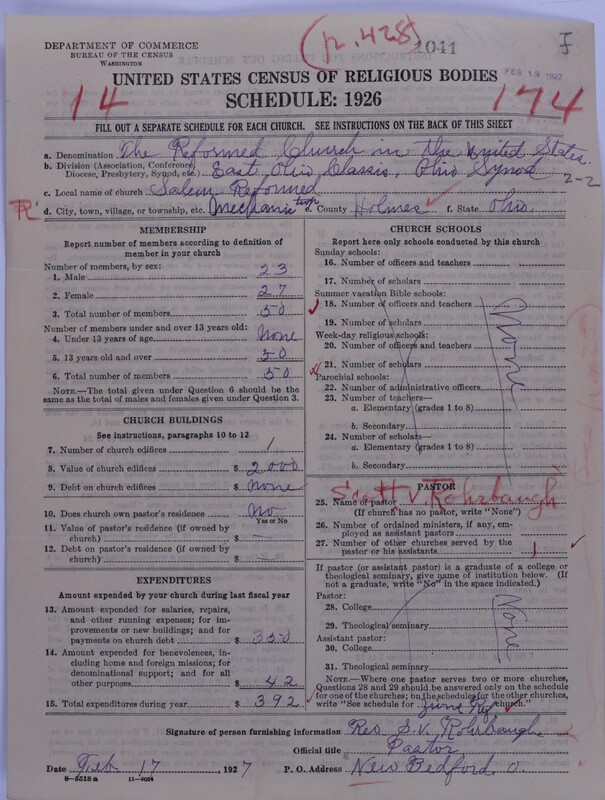 (p. 428)
DEPARTMENT OF COMMERCE
BUREAU OF THE CENSUS
WASHINGTON
1041
FEB 19 1927
UNITED STATES CENSUS OF RELIGIOUS BODIES
14 SCHEDULE: 1926 174
FILL OUT A SEPARATE SCHEDULE FOR EACH CHURCH. SEE INSTRUCTIONS ON THE BACK OF THIS SHEET
a. Denomination The Reformed Church in the United States.
b. Division (Association, Conference, Diocese, Presbytery, Synod, etc.) East Ohio Classis, Ohio Synod
2-2
c. Local name of church Salem Reformed
R d. City, town, village, or township, etc. Mechanic twp e. County Holmes f. State Ohio
MEMBERSHIP
Report number of members according to definition of
member in your church
Number of members, by sex:
1. Male 23
2. Female 27
3. Total number of members 50
Number of members under and over 13 years old:
4. Under 13 years of age None
5. 13 years old and over 50
6. Total number of members 50
NOTE.—The total given under Question 6 should be the
same as the total of males and females given under Question 3.
CHURCH BUILDINGS
See instructions, paragraphs 10 to 12
7. Number of church edifices 1
8. Value of church edifices $ 2000
9. Debt on church edifices $ None
10. Does church own pastor's residence? No
Yes or No
11. Value of pastor's residence (if owned by
church) $ —
12. Debt on pastor's residence (if owned by
church) $ —
EXPENDITURES
Amount expended by your church during last fiscal year
13. Amount expended for salaries, repairs,
and other running expenses; for im-
provements or new buildings; and for
payments on church debt $ 350
14. Amount expended for benevolences,
including home and foreign missions; for
denominational support; and for all
other purposes $ 42
15. Total expenditures during year $ 392
CHURCH SCHOOLS
Report here only schools conducted by this church
Sunday schools:
16. Number of officers and teachers
17. Number of scholars
Summer vacation Bible schools:
18. Number of officers and teachers
19. Number of scholars
None
Week-day religious schools:
20. Number of officers and teachers
21. Number of scholars
Parochial schools:
22. Number of administrative officers
23. Number of teachers—
a. Elementary (grades 1 to 8)
b. Secondary
24. Number of scholars—
a. Elementary (grades 1 to 8)
b. Secondary
PASTOR
25. Name of pastor Scott V. Rohrbaugh
(If church has no pastor, write "None")
26. Number of ordained ministers, if any, em-
ployed as assistant pastors
27. Number of other churches served by the
pastor or his assistants 1
If pastor (or assistant pastor) is a graduate of a college or
theological seminary, give name of institution below. (If
not a graduate, write "No" in the space indicated.)
Pastor:
28. College
29. Theological seminary
None
Assistant pastor:
30. College
31. Theological seminary
NOTE.—Where one pastor serves two or more churches,
Questions 28 and 29 should be answered only on the schedule
for one of the churches; on the schedule for the other churches,
write "See schedule for Zions Ref church."
Signature of person furnishing information Rev S.V. Rohrbaugh
Official title Pastor
Date Feb. 17, 1927 P. O. Address New Bedford, O.
8—5518 a 11—9034